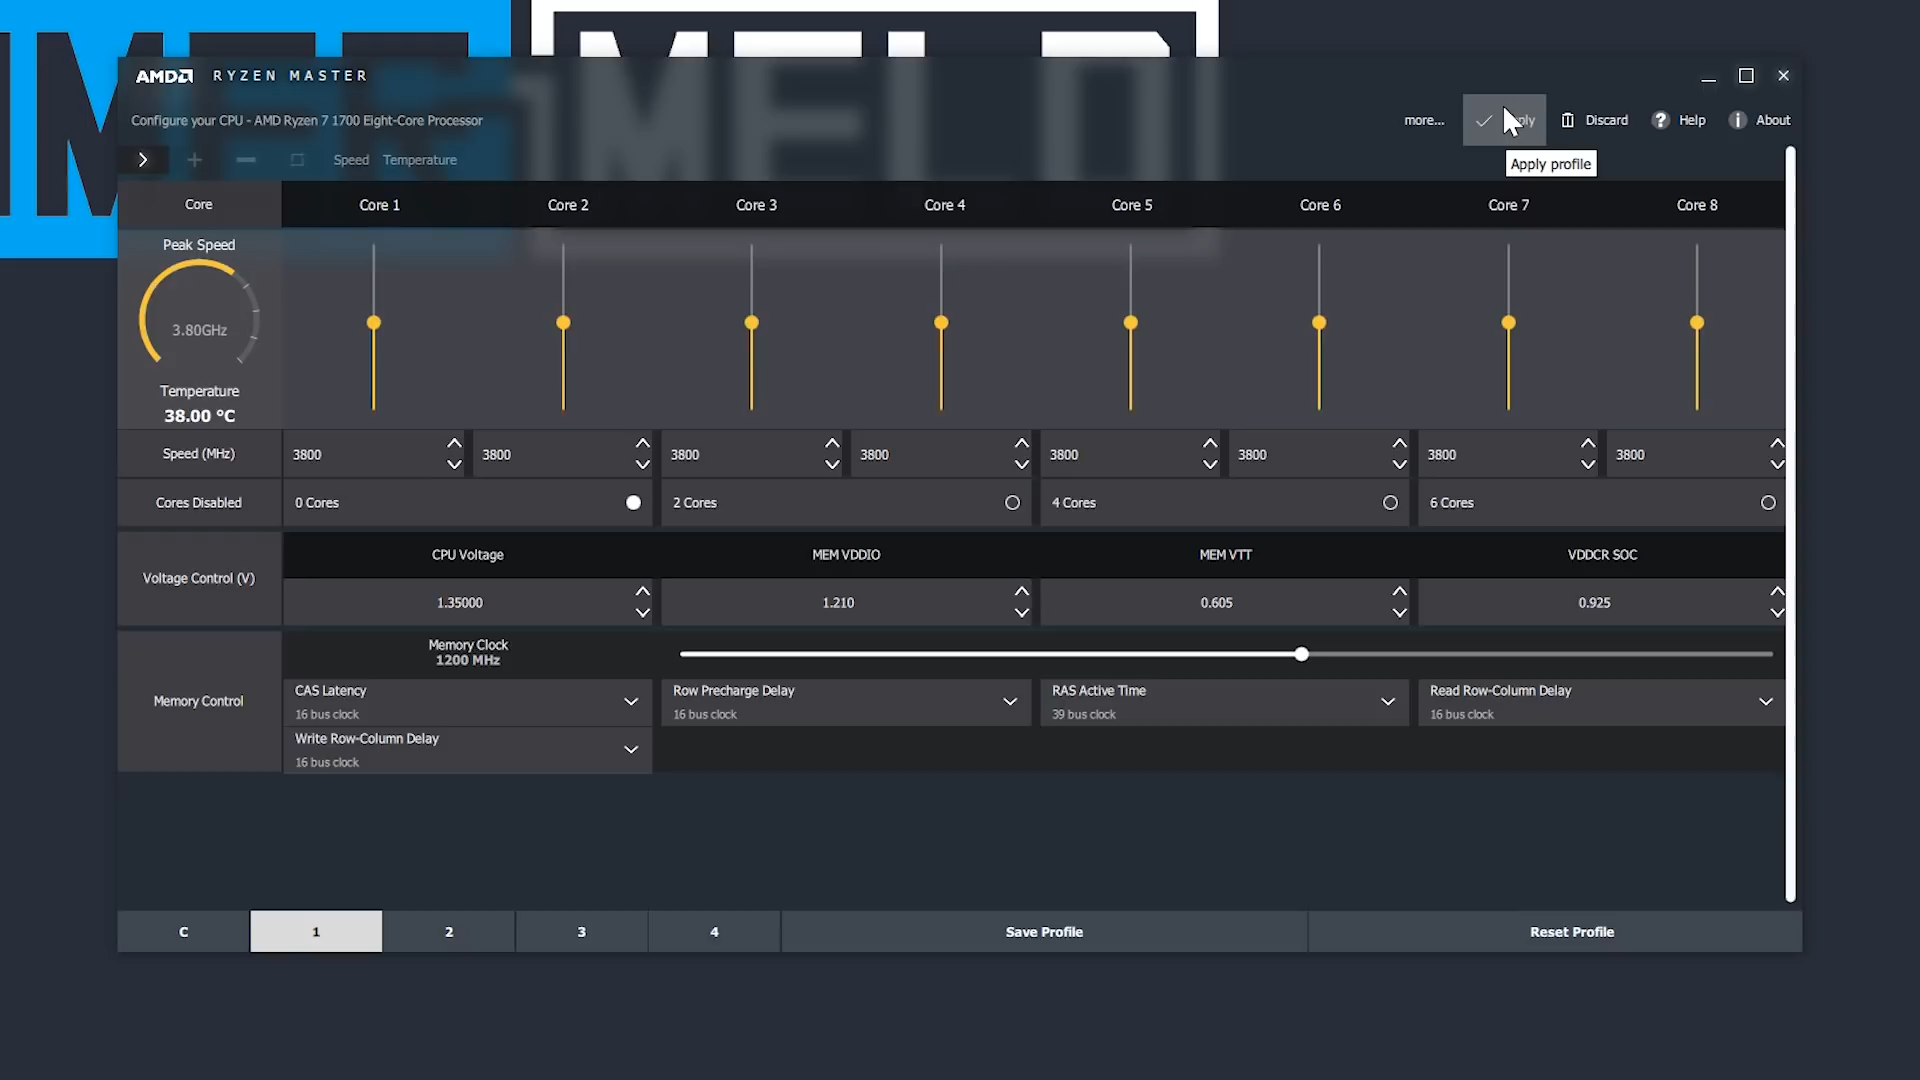 AMD RYZEN MASTER
Configure your CPU - AMD Ryzen 7 1700 Eight-Core Processor
more... Discard Help About
Speed Temperature
Apply profile
Core Core 1 Core 2 Core 3 Core 4 Core 5 Core 6 Core 7 Core 8
Peak Speed
3.80GHz
Temperature
38.00 °C
Speed (MHz) 3800 3800 3800 3800 3800 3800 3800 3800
Cores Disabled 0 Cores 2 Cores 4 Cores 6 Cores
CPU Voltage MEM VDDIO MEM VTT VDDCR SOC
Voltage Control (V)
1.35000 1.210 0.605 0.925
Memory Clock
1200 MHz
CAS Latency Row Precharge Delay RAS Active Time Read Row-Column Delay
Memory Control
16 bus clock 16 bus clock 39 bus clock 16 bus clock
Write Row-Column Delay
16 bus clock
C 1 2 3 4 Save Profile Reset Profile